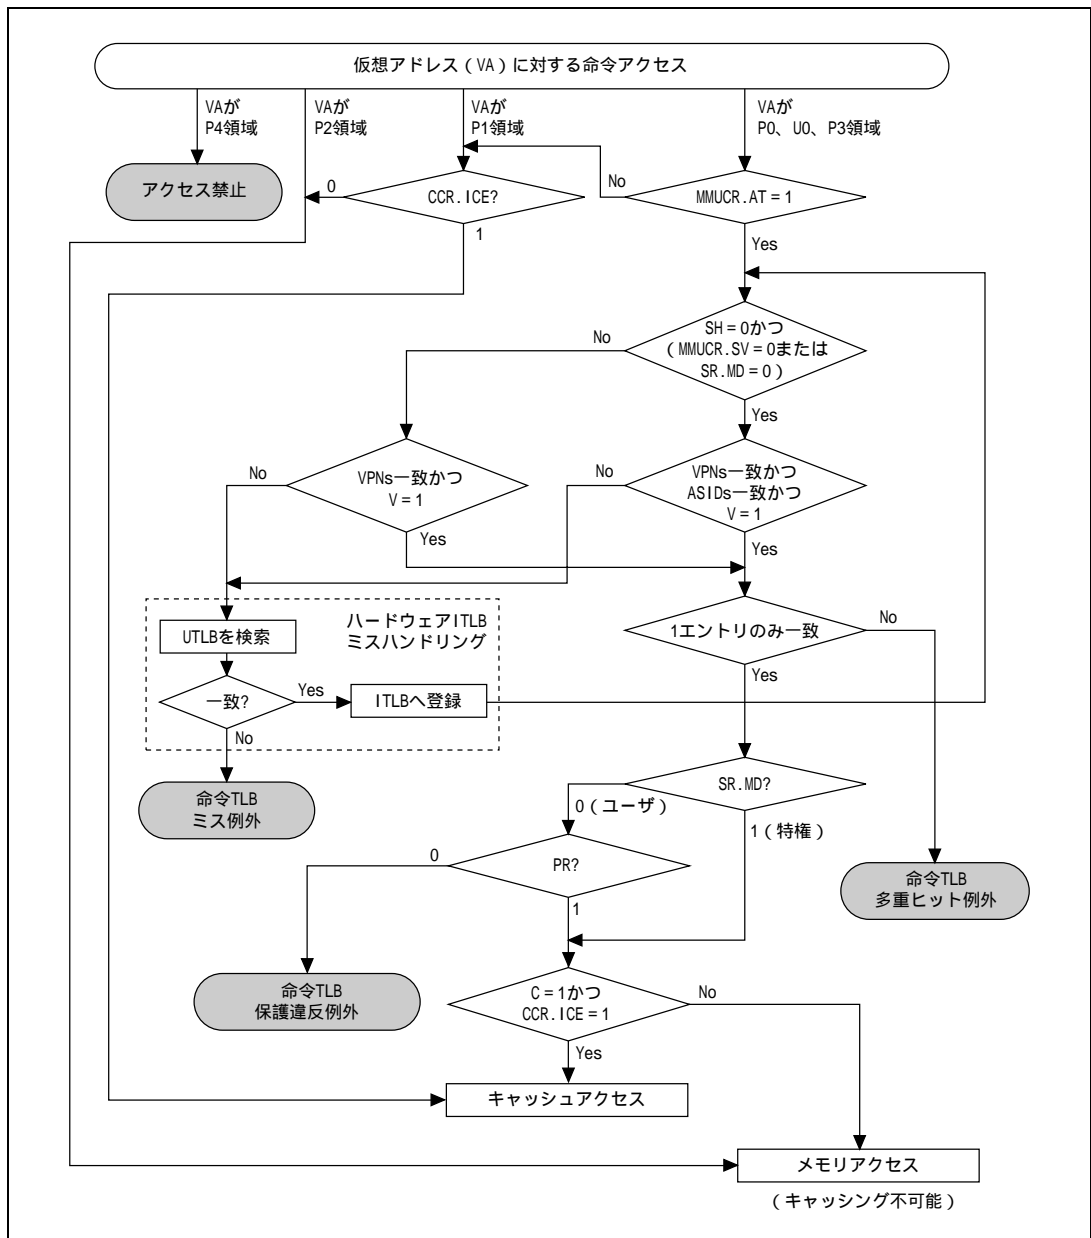 仮想アドレス（VA）に対する命令アクセス
VAが
P4領域
VAが
P2領域
VAが
P1領域
VAが
P0、U0、P3領域
アクセス禁止
0
CCR.ICE?
1
No
MMUCR.AT = 1
Yes
SH = 0かつ
（MMUCR.SV = 0または
SR.MD = 0）
No
Yes
No
VPNs一致かつ
V = 1
Yes
No
VPNs一致かつ
ASIDs一致かつ
V = 1
Yes
ハードウェアITLB
ミスハンドリング
UTLBを検索
一致?
Yes
ITLBへ登録
No
1エントリのみ一致
No
Yes
命令TLB
ミス例外
SR.MD?
0（ユーザ）
1（特権）
0
PR?
1
命令TLB
多重ヒット例外
命令TLB
保護違反例外
C = 1かつ
CCR.ICE = 1
No
Yes
キャッシュアクセス
メモリアクセス
（キャッシング不可能）